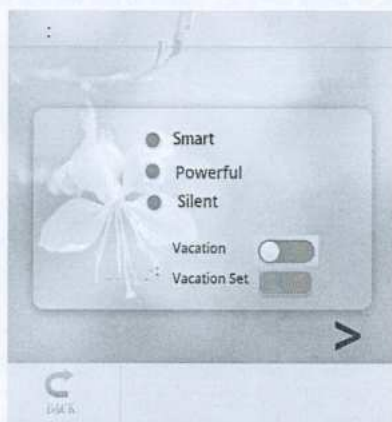 :
Smart
Powerful
Silent
Vacation
Vacation Set
>
BACK